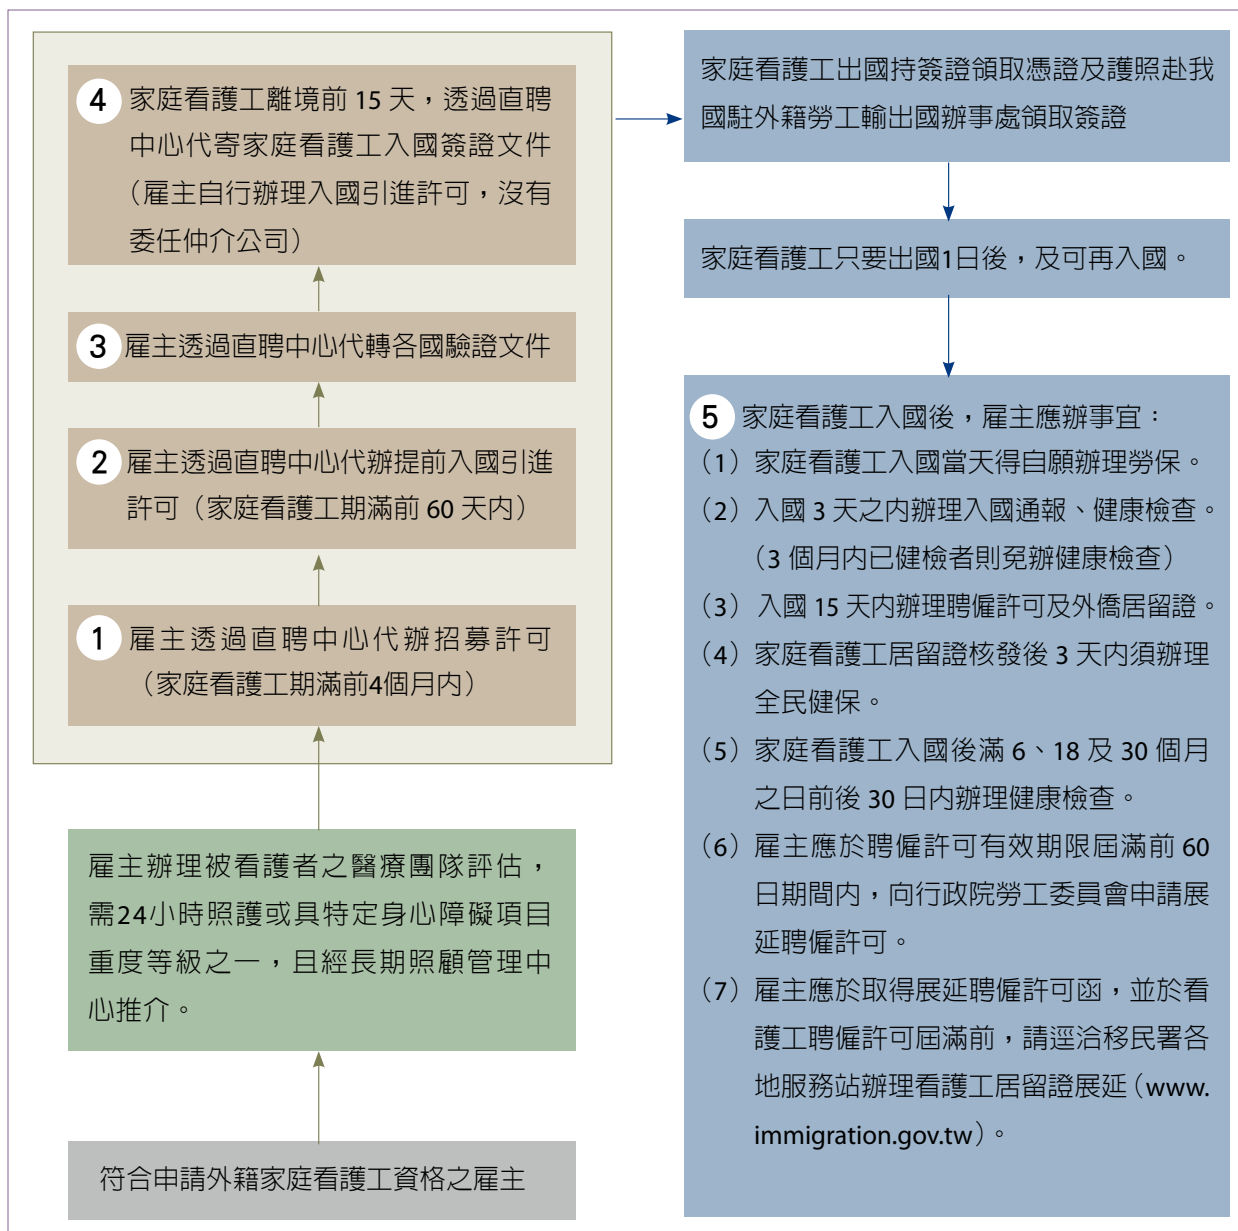 4 家庭看護工離境前 15 天，透過直聘
中心代寄家庭看護工入國簽證文件
（雇主自行辦理入國引進許可，沒有
委任仲介公司）
3 雇主透過直聘中心代轉各國驗證文件
2 雇主透過直聘中心代辦提前入國引進
許可（家庭看護工期滿前 60 天內）
1 雇主透過直聘中心代辦招募許可
（家庭看護工期滿前4個月內）
雇主辦理被看護者之醫療團隊評估，
需24小時照護或具特定身心障礙項目
重度等級之一，且經長期照顧管理中
心推介。
符合申請外籍家庭看護工資格之雇主
家庭看護工出國持簽證領取憑證及護照赴我
國駐外籍勞工輸出國辦事處領取簽證
家庭看護工只要出國1日後，及可再入國。
5 家庭看護工入國後，雇主應辦事宜：
（1）家庭看護工入國當天得自願辦理勞保。
（2）入國 3 天之內辦理入國通報、健康檢查。
（3 個月內已健檢者則免辦健康檢查）
（3）入國 15 天內辦理聘僱許可及外僑居留證。
（4）家庭看護工居留證核發後 3 天內須辦理
全民健保。
（5）家庭看護工入國後滿 6、18 及 30 個月
之日前後 30 日內辦理健康檢查。
（6）雇主應於聘僱許可有效期限屆滿前 60
日期間內，向行政院勞工委員會申請展
延聘僱許可。
（7）雇主應於取得展延聘僱許可函，並於看
護工聘僱許可屆滿前，請逕洽移民署各
地服務站辦理看護工居留證展延（www.
immigration.gov.tw）。